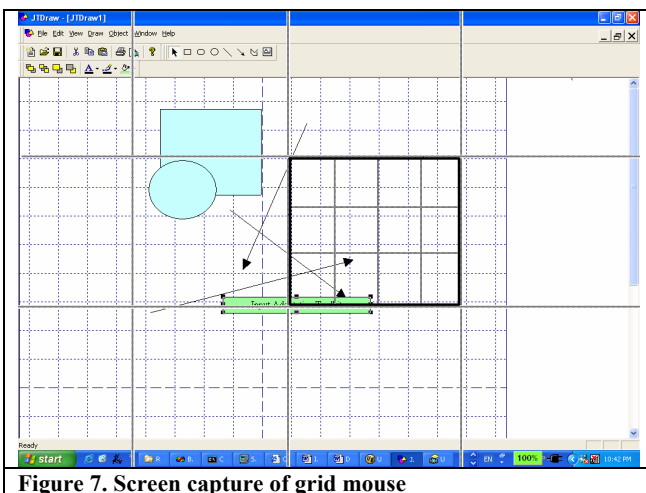 JTDraw - [JTDraw1]
File Edit View Draw Object Window Help
Ready
start R B. C S. C J. D U J. U EN 100% 10:42 PM
Figure 7. Screen capture of grid mouse